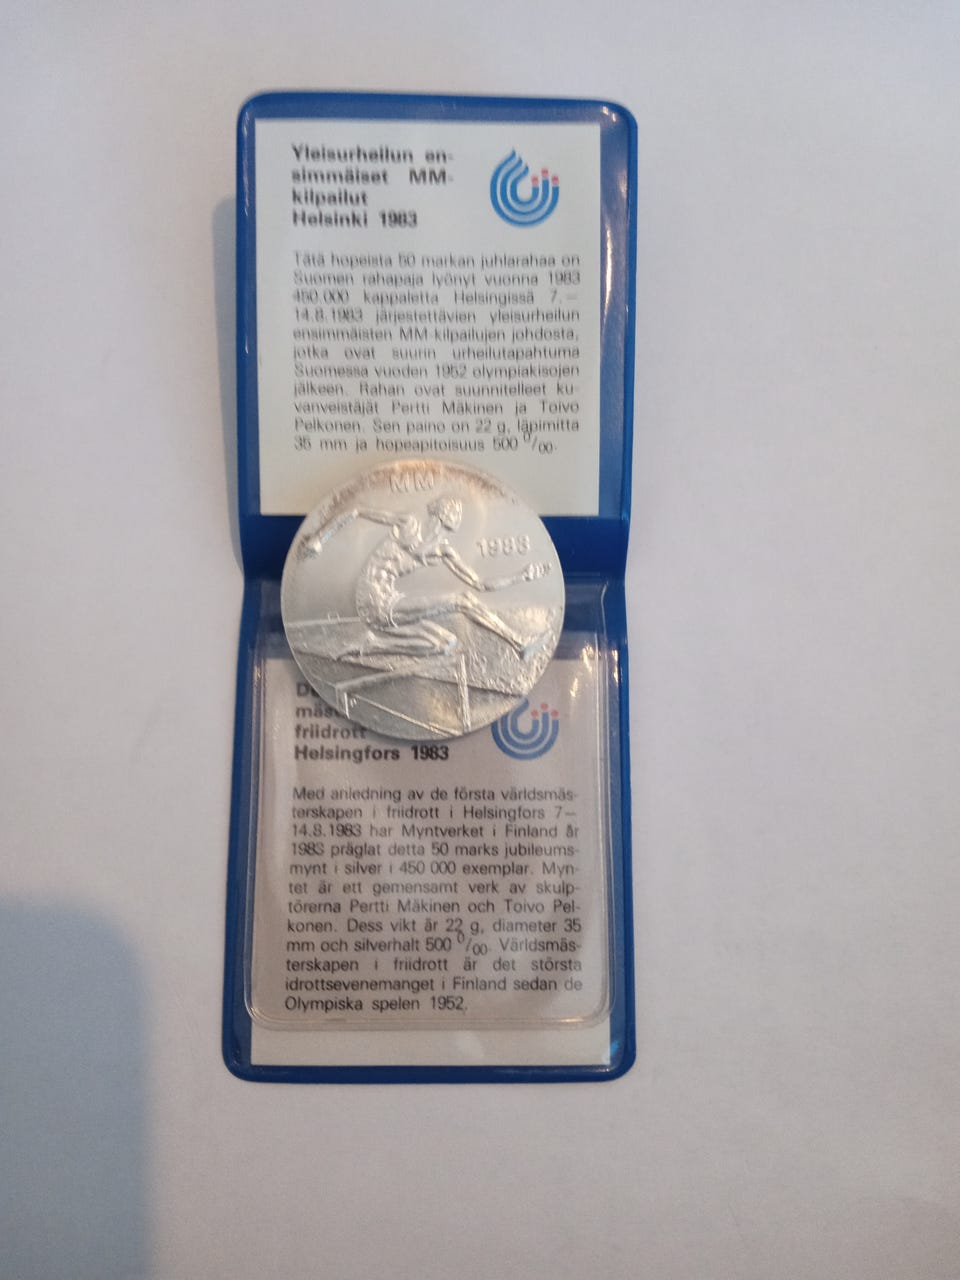 Yleisurheilun en-
simmäiset MM-
kilpailut
Helsinki 1983
Tätä hopeista 50 markan juhlarahaa on
Suomen rahapaja lyönyt vuonna 1983
450.000 kappaletta Helsingissä 7.—
14.8.1983 järjestettävien yleisurheilun
ensimmäisten MM-kilpailujen johdosta,
jotka ovat suurin urheilutapahtuma
Suomessa vuoden 1952 olympiakisojen
jälkeen. Rahan ovat suunnitelleet ku-
vanveistäjät Pertti Mäkinen ja Toivo
Pelkonen. Sen paino on 22 g, läpimitta
35 mm ja hopeapitoisuus 500 0/00.
MM
1983
De
mäst
friidrott
Helsingfors 1983
Med anledning av de första världsmäs-
terskapen i friidrott i Helsingfors 7—
14.8.1983 har Myntverket i Finland år
1983 präglat detta 50 marks jubileums-
mynt i silver i 450 000 exemplar. Myn-
tet är ett gemensamt verk av skulp-
törerna Pertti Mäkinen och Toivo Pel-
konen. Dess vikt är 22 g, diameter 35
mm och silverhalt 500 0/00. Världsmäs-
terskapen i friidrott är det största
idrottsevenemanget i Finland sedan de
Olympiska spelen 1952.